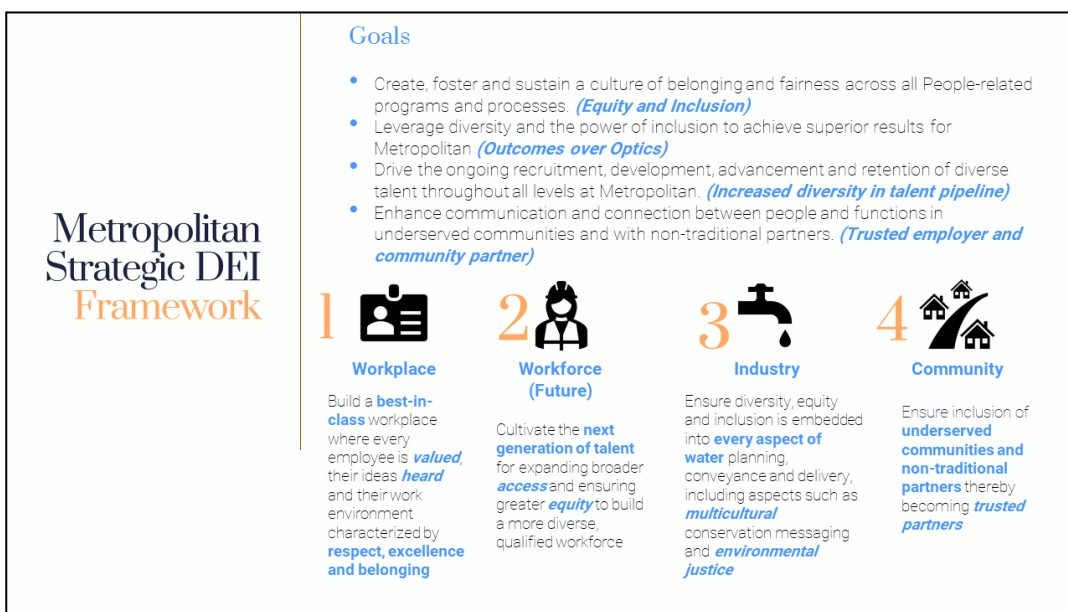 Metropolitan
Strategic DEI
Framework
Goals
• Create, foster and sustain a culture of belonging and fairness across all People-related
programs and processes. (Equity and Inclusion)
• Leverage diversity and the power of inclusion to achieve superior results for
Metropolitan (Outcomes over Optics)
• Drive the ongoing recruitment, development, advancement and retention of diverse
talent throughout all levels at Metropolitan. (Increased diversity in talent pipeline)
• Enhance communication and connection between people and functions in
underserved communities and with non-traditional partners. (Trusted employer and
community partner)
1
Workplace
Build a best-in-
class workplace
where every
employee is valued,
their ideas heard
and their work
environment
characterized by
respect, excellence
and belonging
2
Workforce
(Future)
Cultivate the next
generation of talent
for expanding broader
access and ensuring
greater equity to build
a more diverse,
qualified workforce
3
Industry
Ensure diversity, equity
and inclusion is embedded
into every aspect of
water planning,
conveyance and delivery,
including aspects such as
multicultural
conservation messaging
and environmental
justice
4
Community
Ensure inclusion of
underserved
communities and
non-traditional
partners thereby
becoming trusted
partners